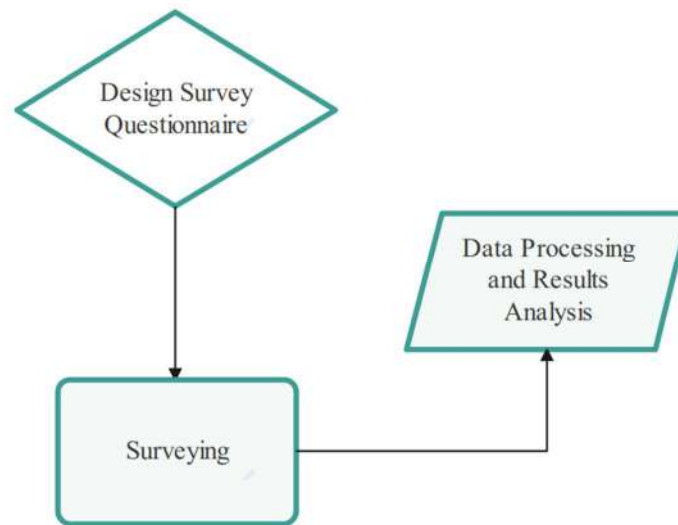 Design Survey
Questionnaire
Data Processing
and Results
Analysis
Surveying